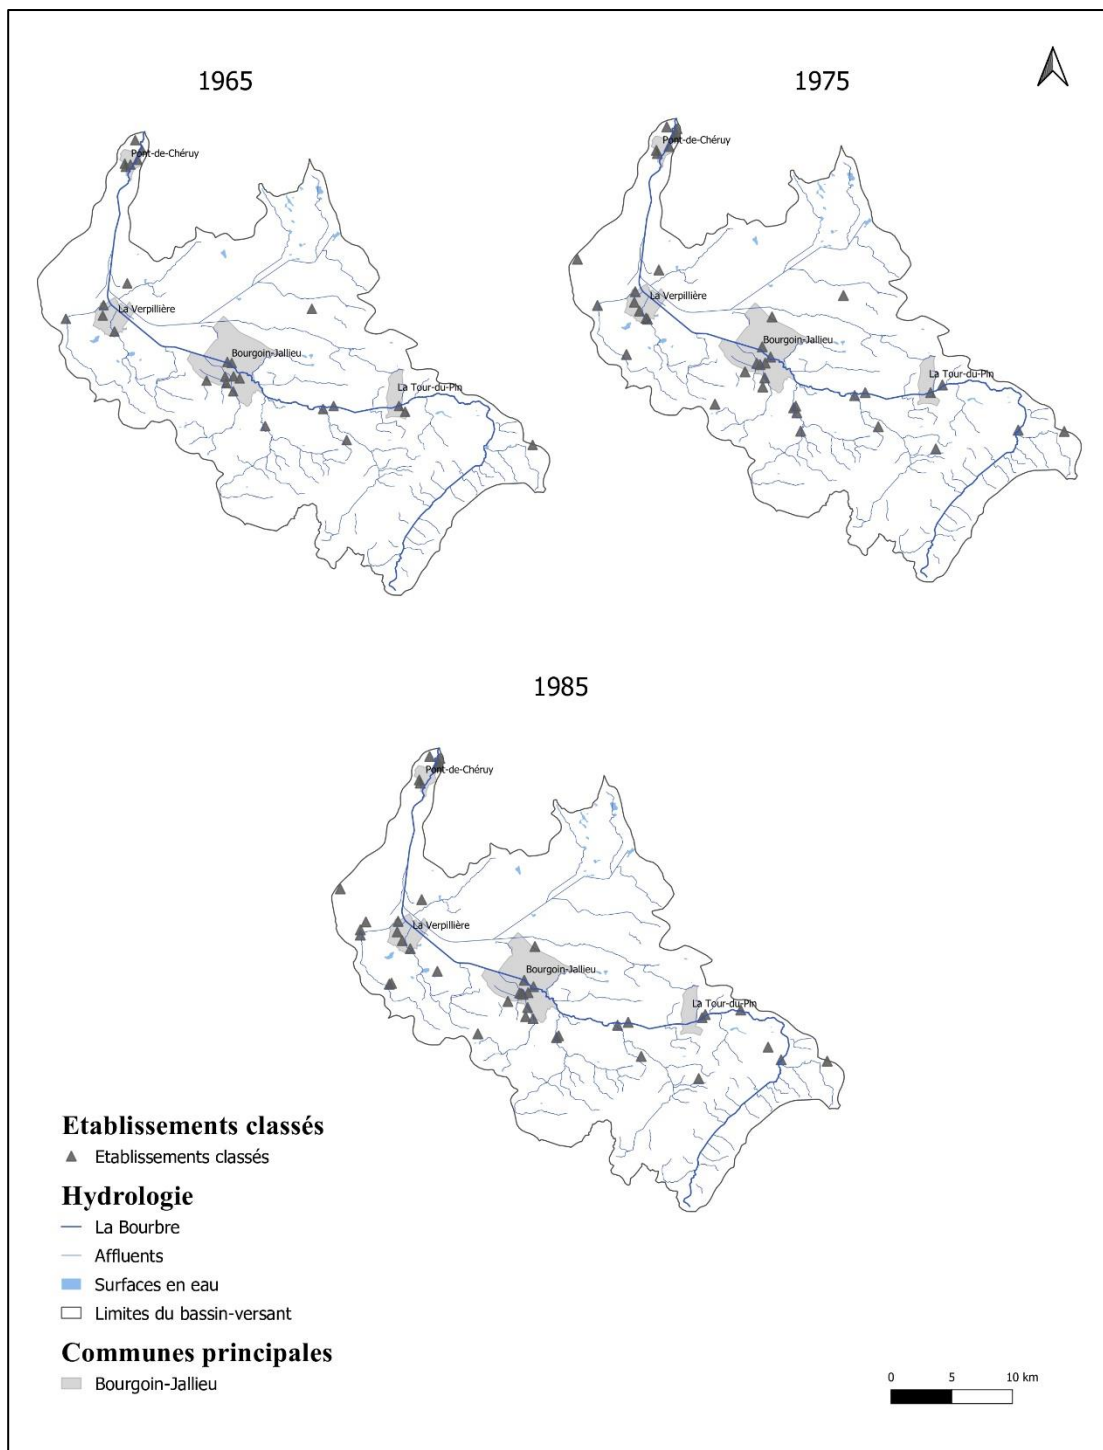 1965
1975
Pont-de-Chéruy
La Verpillière
Bourgoin-Jallieu
La Tour-du-Pin
Pont-de-Chéruy
La Verpillière
Bourgoin-Jallieu
La Tour-du-Pin
1985
Pont-de-Chéruy
La Verpillière
Bourgoin-Jallieu
La Tour-du-Pin
Etablissements classés
Etablissements classés
Hydrologie
La Bourbre
Affluents
Surfaces en eau
Limites du bassin-versant
Communes principales
Bourgoin-Jallieu
0 5 10 km